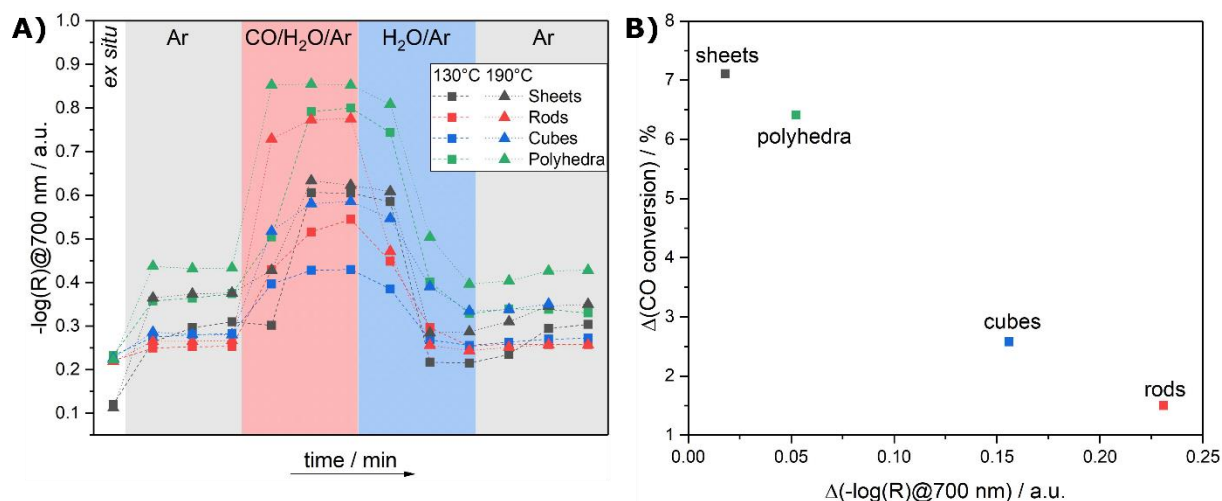 A)
ex situ
Ar
CO/H₂O/Ar
H₂O/Ar
Ar
130°C 190°C
Sheets
Rods
Cubes
Polyhedra
1.0
0.9
0.8
0.7
0.6
0.5
0.4
0.3
0.2
0.1
-log(R)@700 nm / a.u.
time / min
B)
8
7
6
5
4
3
2
1
Δ(CO conversion) / %
sheets
polyhedra
cubes
rods
0.00 0.05 0.10 0.15 0.20 0.25
Δ(-log(R)@700 nm) / a.u.